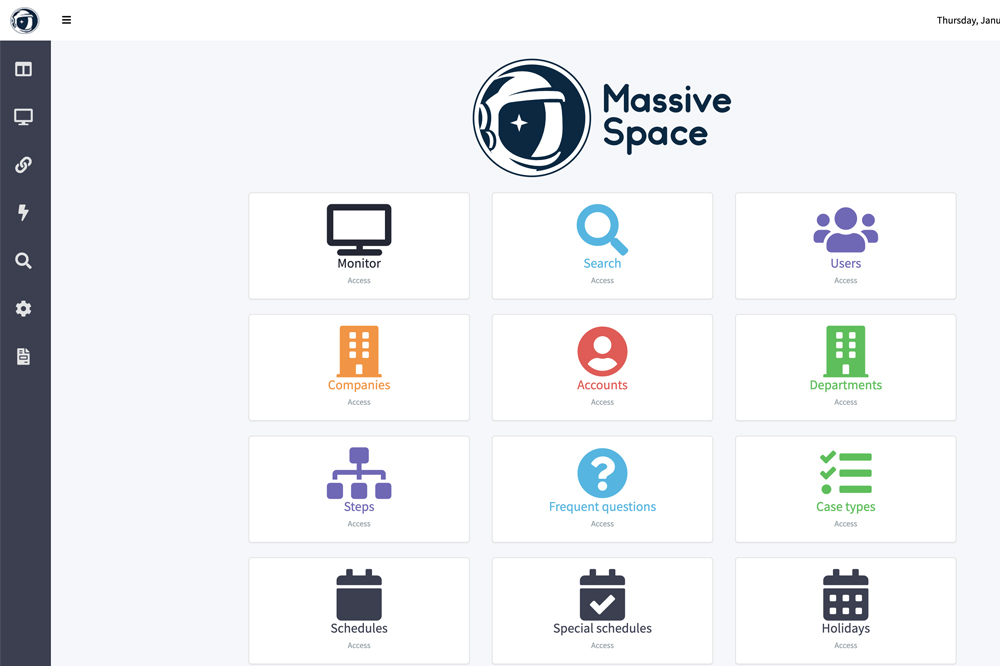 Thursday, Janu
Massive
Space
Monitor
Access
Search
Access
Users
Access
Companies
Access
Accounts
Access
Departments
Access
Steps
Access
Frequent questions
Access
Case types
Access
Schedules
Access
Special schedules
Access
Holidays
Access